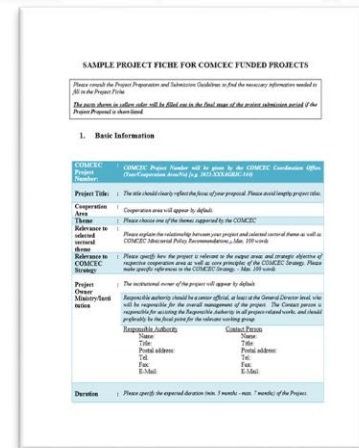 SAMPLE PROJECT FICHE FOR COMCEC FUNDED PROJECTS
Please consult the Project Preparation and Submission Guidelines to find the necessary information needed to
fill in the Project Fiche
The parts shown in yellow color will be filled out in the final stage of the project submission period if the
Project Proposal is short-listed.
1. Basic Information
COMCEC Project Number: : COMCEC Project Number will be given by the COMCEC Coordination Office.
(Year/Cooperation Area/No)
Project Title: : The title should clearly reflect the focus of your proposal. Please avoid lengthy project titles.
Cooperation Area : Cooperation area will appear by default.
Theme : Please choose one of the themes supported by the COMCEC
Relevance to selected sectoral theme : Please explain the relationship between your project and selected sectoral theme as well as
COMCEC Ministerial Policy Recommendations. Max. 100 words
Relevance to COMCEC Strategy : Please specify how the project is relevant to the output areas and strategic objective of
respective cooperation area as well as core principles of the COMCEC Strategy. Please
make specific references to the COMCEC Strategy. - Max. 100 words
Project Owner Ministry/Institution : The institutional owner of the project will appear by default
Responsible authority should be a senior official, at least at the General Director level, who
will be responsible for the overall management of the project. The Contact person is
responsible for assisting the Responsible Authority in all project-related works, and should
preferably be the focal point for the relevant working group.
Responsible Authority Contact Person
Name: Name:
Title: Title:
Postal address: Postal address:
Tel: Tel:
Fax: Fax:
E-Mail: E-Mail:
Duration : Please specify the expected duration (min. 3 months - max. 7 months) of the Project.